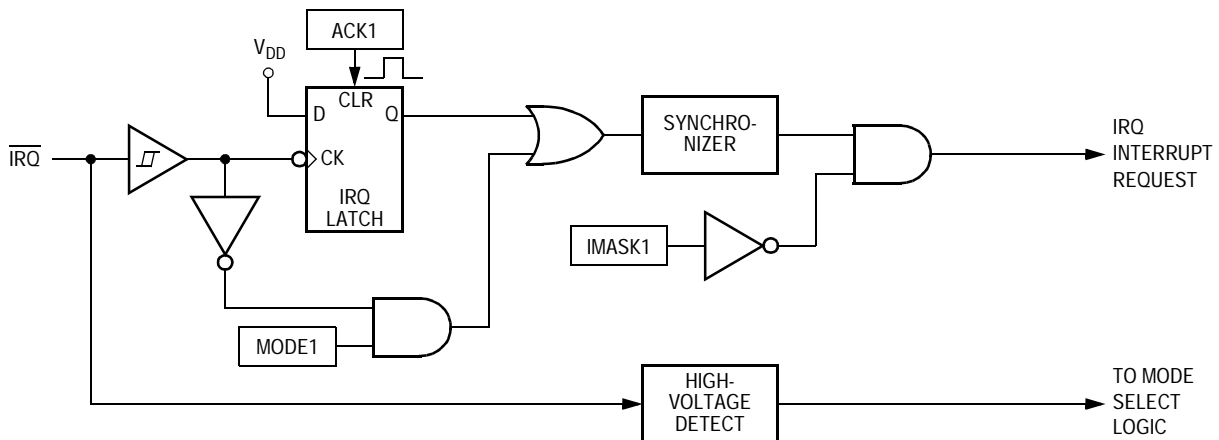 ACK1
VDD
CLR
D
Q
IRQ
CK
IRQ
LATCH
SYNCHRO-
NIZER
IRQ
INTERRUPT
REQUEST
IMASK1
MODE1
HIGH-
VOLTAGE
DETECT
TO MODE
SELECT
LOGIC